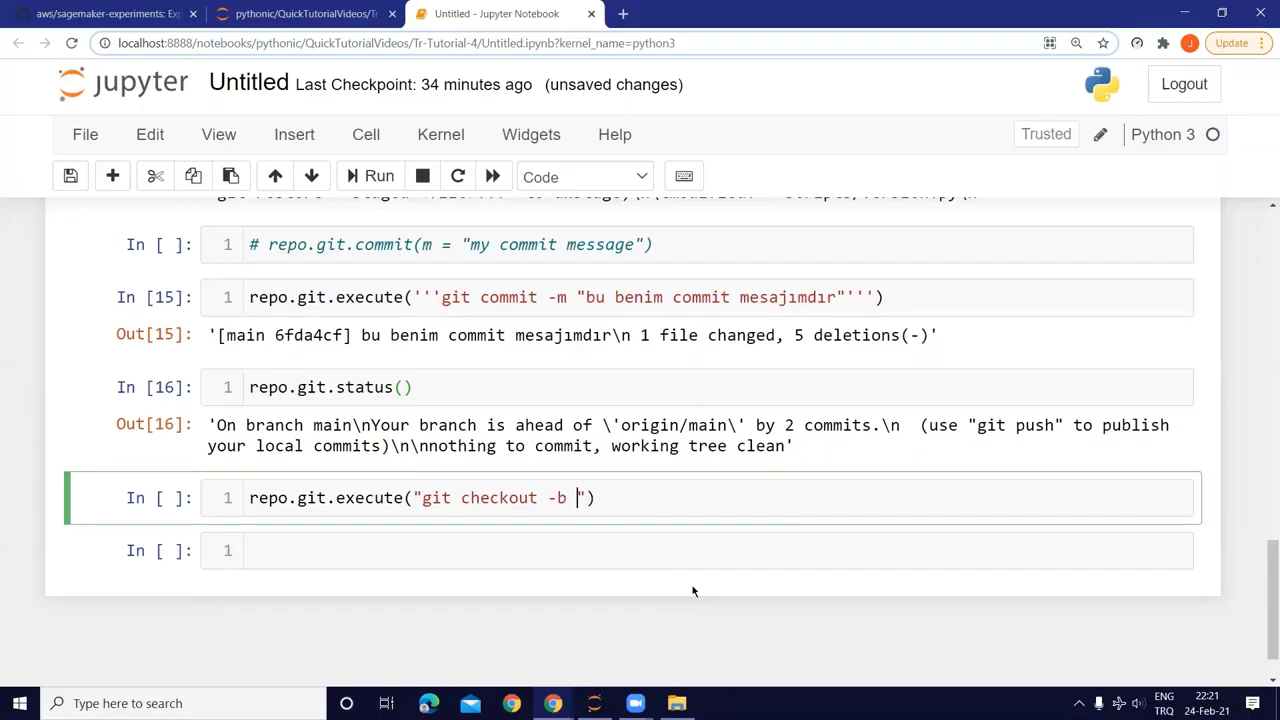 aws/sagemaker-experiments: Ex
pythonic/QuickTutorialVideos/Tr
Untitled - Jupyter Notebook
localhost:8888/notebooks/pythonic/QuickTutorialVideos/Tr-Tutorial-4/Untitled.ipynb?kernel_name=python3
J
Update
jupyter Untitled Last Checkpoint: 34 minutes ago (unsaved changes)
Logout
File Edit View Insert Cell Kernel Widgets Help
Trusted
Python 3
Run
Code
In [ ]: 1 # repo.git.commit(m = "my commit message")
In [15]: 1 repo.git.execute('''git commit -m "bu benim commit mesajımdır"''')
Out[15]: '[main 6fda4cf] bu benim commit mesajımdır\n 1 file changed, 5 deletions(-)'
In [16]: 1 repo.git.status()
Out[16]: 'On branch main\nYour branch is ahead of \'origin/main\' by 2 commits.\n  (use "git push" to publish
your local commits)\n\nnothing to commit, working tree clean'
In [ ]: 1 repo.git.execute("git checkout -b ")
In [ ]: 1
Type here to search
ENG
TRQ
22:21
24-Feb-21